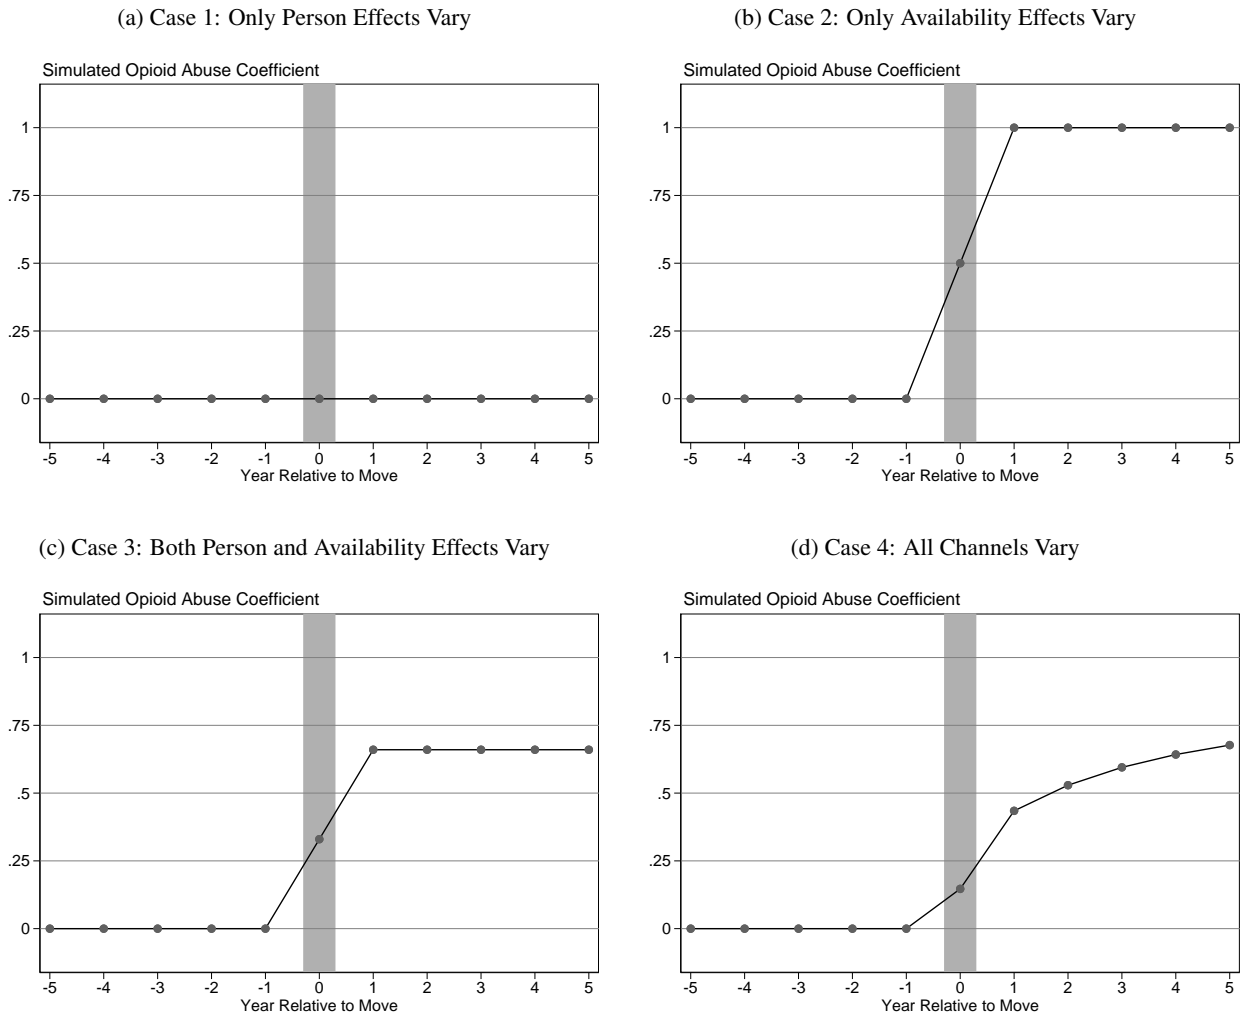 (a) Case 1: Only Person Effects Vary
Simulated Opioid Abuse Coefficient
1
.75
.5
.25
0
-5 -4 -3 -2 -1 0 1 2 3 4 5
Year Relative to Move
(b) Case 2: Only Availability Effects Vary
Simulated Opioid Abuse Coefficient
1
.75
.5
.25
0
-5 -4 -3 -2 -1 0 1 2 3 4 5
Year Relative to Move
(c) Case 3: Both Person and Availability Effects Vary
Simulated Opioid Abuse Coefficient
1
.75
.5
.25
0
-5 -4 -3 -2 -1 0 1 2 3 4 5
Year Relative to Move
(d) Case 4: All Channels Vary
Simulated Opioid Abuse Coefficient
1
.75
.5
.25
0
-5 -4 -3 -2 -1 0 1 2 3 4 5
Year Relative to Move